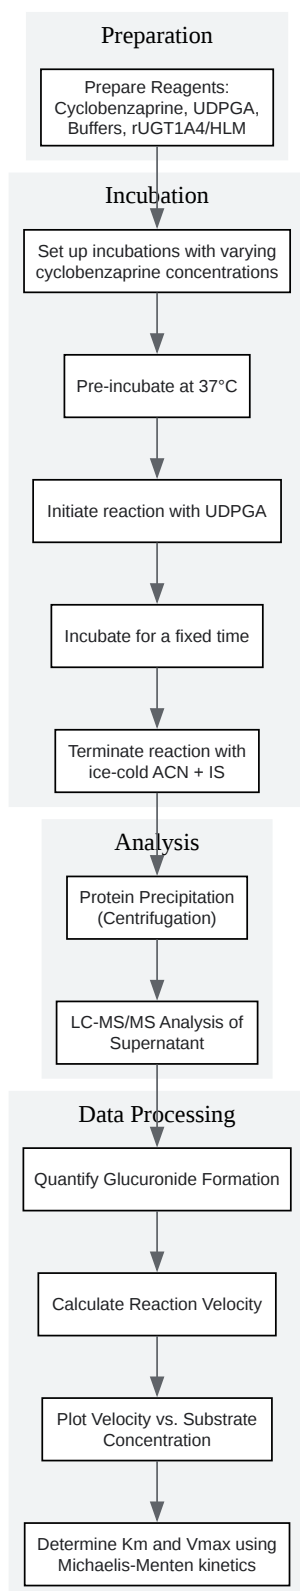 Preparation
Prepare Reagents:
Cyclobenzaprine, UDPGA,
Buffers, rUGT1A4/HLM
Incubation
Set up incubations with varying
cyclobenzaprine concentrations
Pre-incubate at 37°C
Initiate reaction with UDPGA
Incubate for a fixed time
Terminate reaction with
ice-cold ACN + IS
Analysis
Protein Precipitation
(Centrifugation)
LC-MS/MS Analysis of
Supernatant
Data Processing
Quantify Glucuronide Formation
Calculate Reaction Velocity
Plot Velocity vs. Substrate
Concentration
Determine Km and Vmax using
Michaelis-Menten kinetics